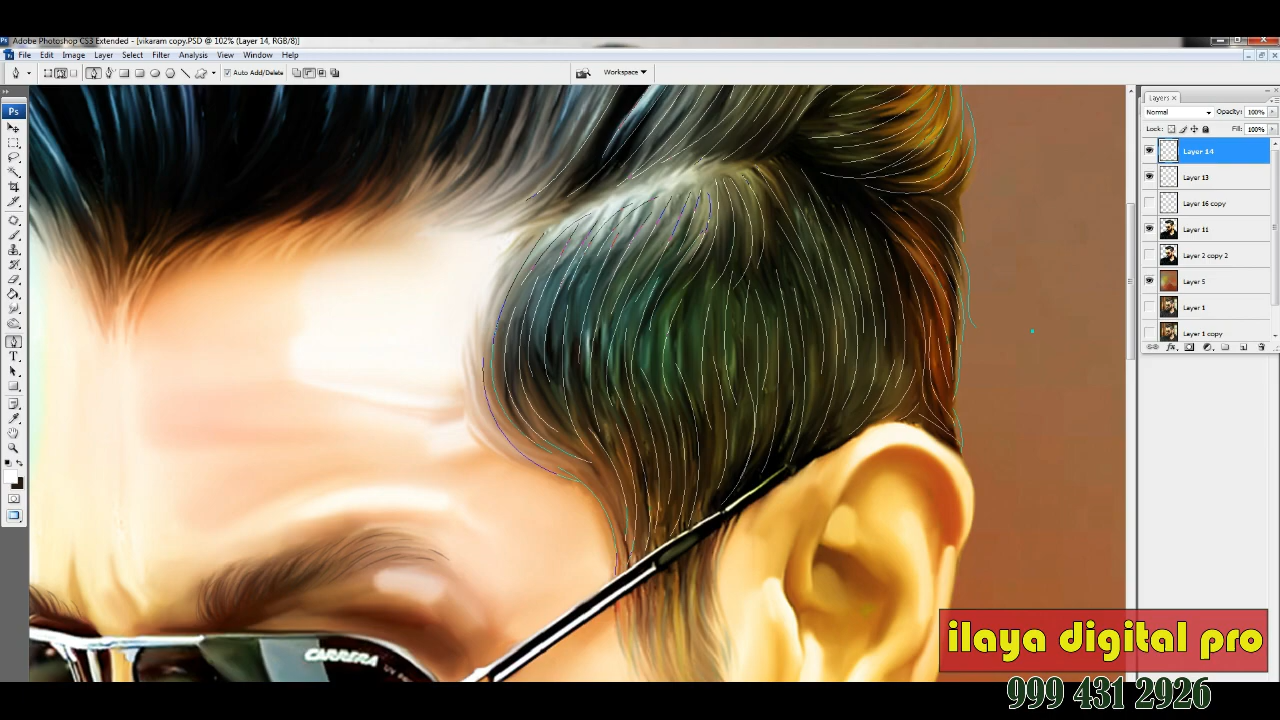 Adobe Photoshop CS3 Extended - [vikaram copy.PSD @ 102% (Layer 14, RGB/8)]
File Edit Image Layer Select Filter Analysis View Window Help
Auto Add/Delete
Workspace
Ps
Layers
Normal
Opacity: 100%
Lock:
Fill: 100%
Layer 14
Layer 13
Layer 16 copy
Layer 11
Layer 2 copy 2
Layer 5
Layer 1
Layer 1 copy
CARRERA
ilaya digital pro
999 431 2926